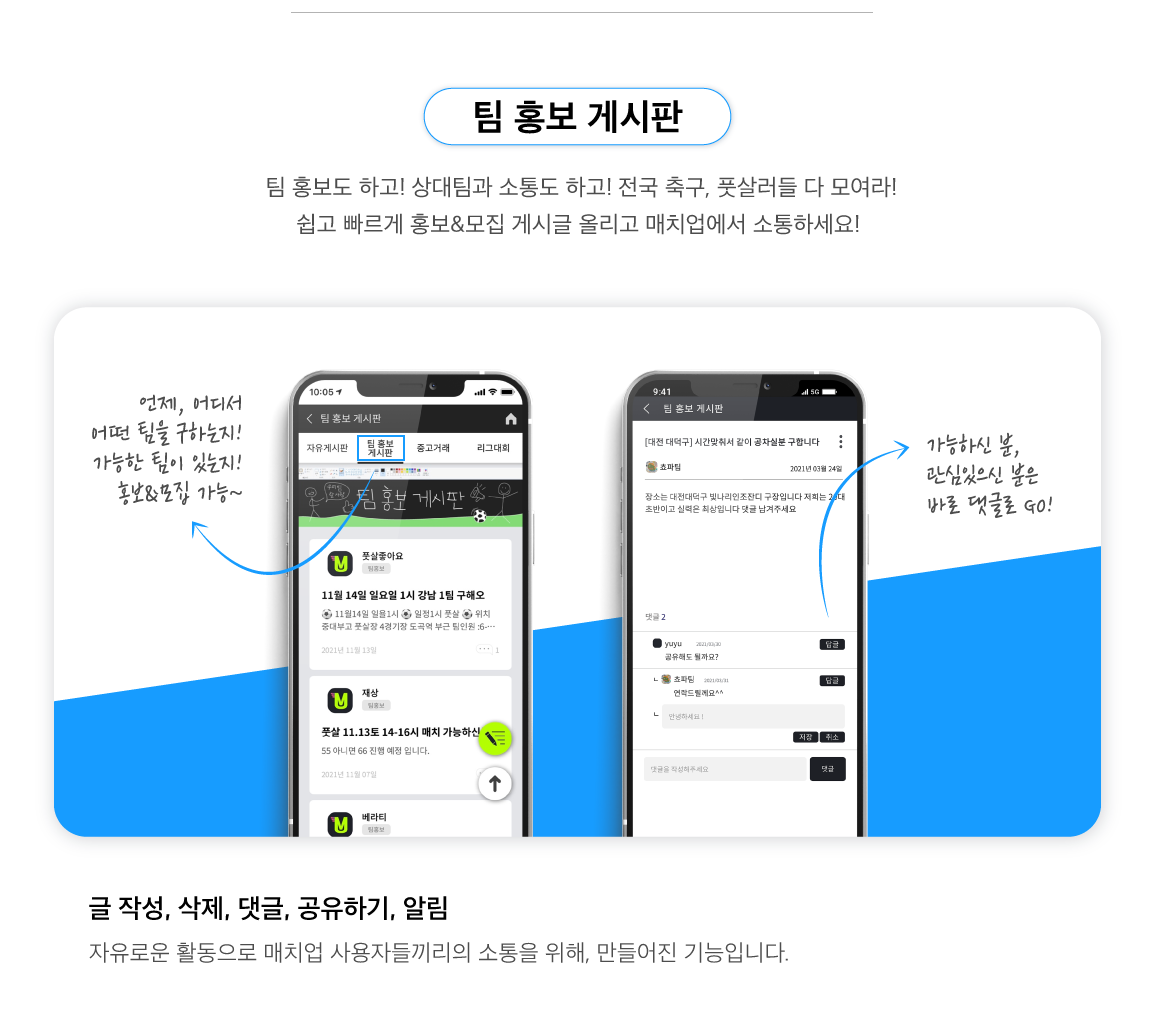 팀 홍보 게시판
팀 홍보도 하고! 상대팀과 소통도 하고! 전국 축구, 풋살러들 다 모여라!
쉽고 빠르게 홍보&모집 게시글 올리고 매치업에서 소통하세요!
언제, 어디서
어떤 팀을 구하는지!
가능한 팀이 있는지!
홍보&모집 가능~
10:05
팀 홍보 게시판
자유게시판
팀 홍보
게시판
중고거래
리그대회
팀 홍보 게시판
풋살좋아요
팀홍보
11월 14일 일요일 1시 강남 1팀 구해오
11월14일 일욜1시 일정1시 풋살 위치
중대부고 풋살장 4경기장 도곡역 부근 팀인원 :6-···
2021년 11월 13일
1
재상
팀홍보
풋살 11.13토 14-16시 매치 가능하신
55 아니면 66 진행 예정 입니다.
2021년 11월 07일
베라티
팀홍보
9:41
5G
팀 홍보 게시판
[대전 대덕구] 시간맞춰서 같이 공차실분 구합니다
쵸파팀
2021년 03월 24일
장소는 대전대덕구 빛나리인조잔디 구장입니다 저희는 20대
초반이고 실력은 최상입니다 댓글 남겨주세요
댓글 2
yuyu
2021/03/30
답글
공유해도 될까요?
쵸파팀
2021/03/31
답글
연락드릴께요^^
안녕하세요 !
저장
취소
댓글을 작성해주세요
댓글
가능하신 분,
관심있으신 분은
바로 댓글로 GO!
글 작성, 삭제, 댓글, 공유하기, 알림
자유로운 활동으로 매치업 사용자들끼리의 소통을 위해, 만들어진 기능입니다.